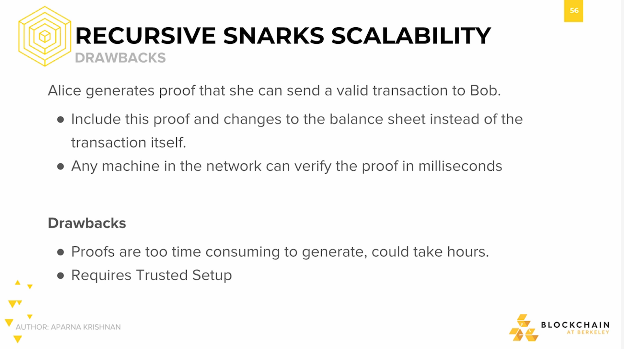 56
RECURSIVE SNARKS SCALABILITY
DRAWBACKS
Alice generates proof that she can send a valid transaction to Bob.
● Include this proof and changes to the balance sheet instead of the
transaction itself.
● Any machine in the network can verify the proof in milliseconds
Drawbacks
● Proofs are too time consuming to generate, could take hours.
● Requires Trusted Setup
AUTHOR: APARNA KRISHNAN
BLOCKCHAIN
AT BERKELEY